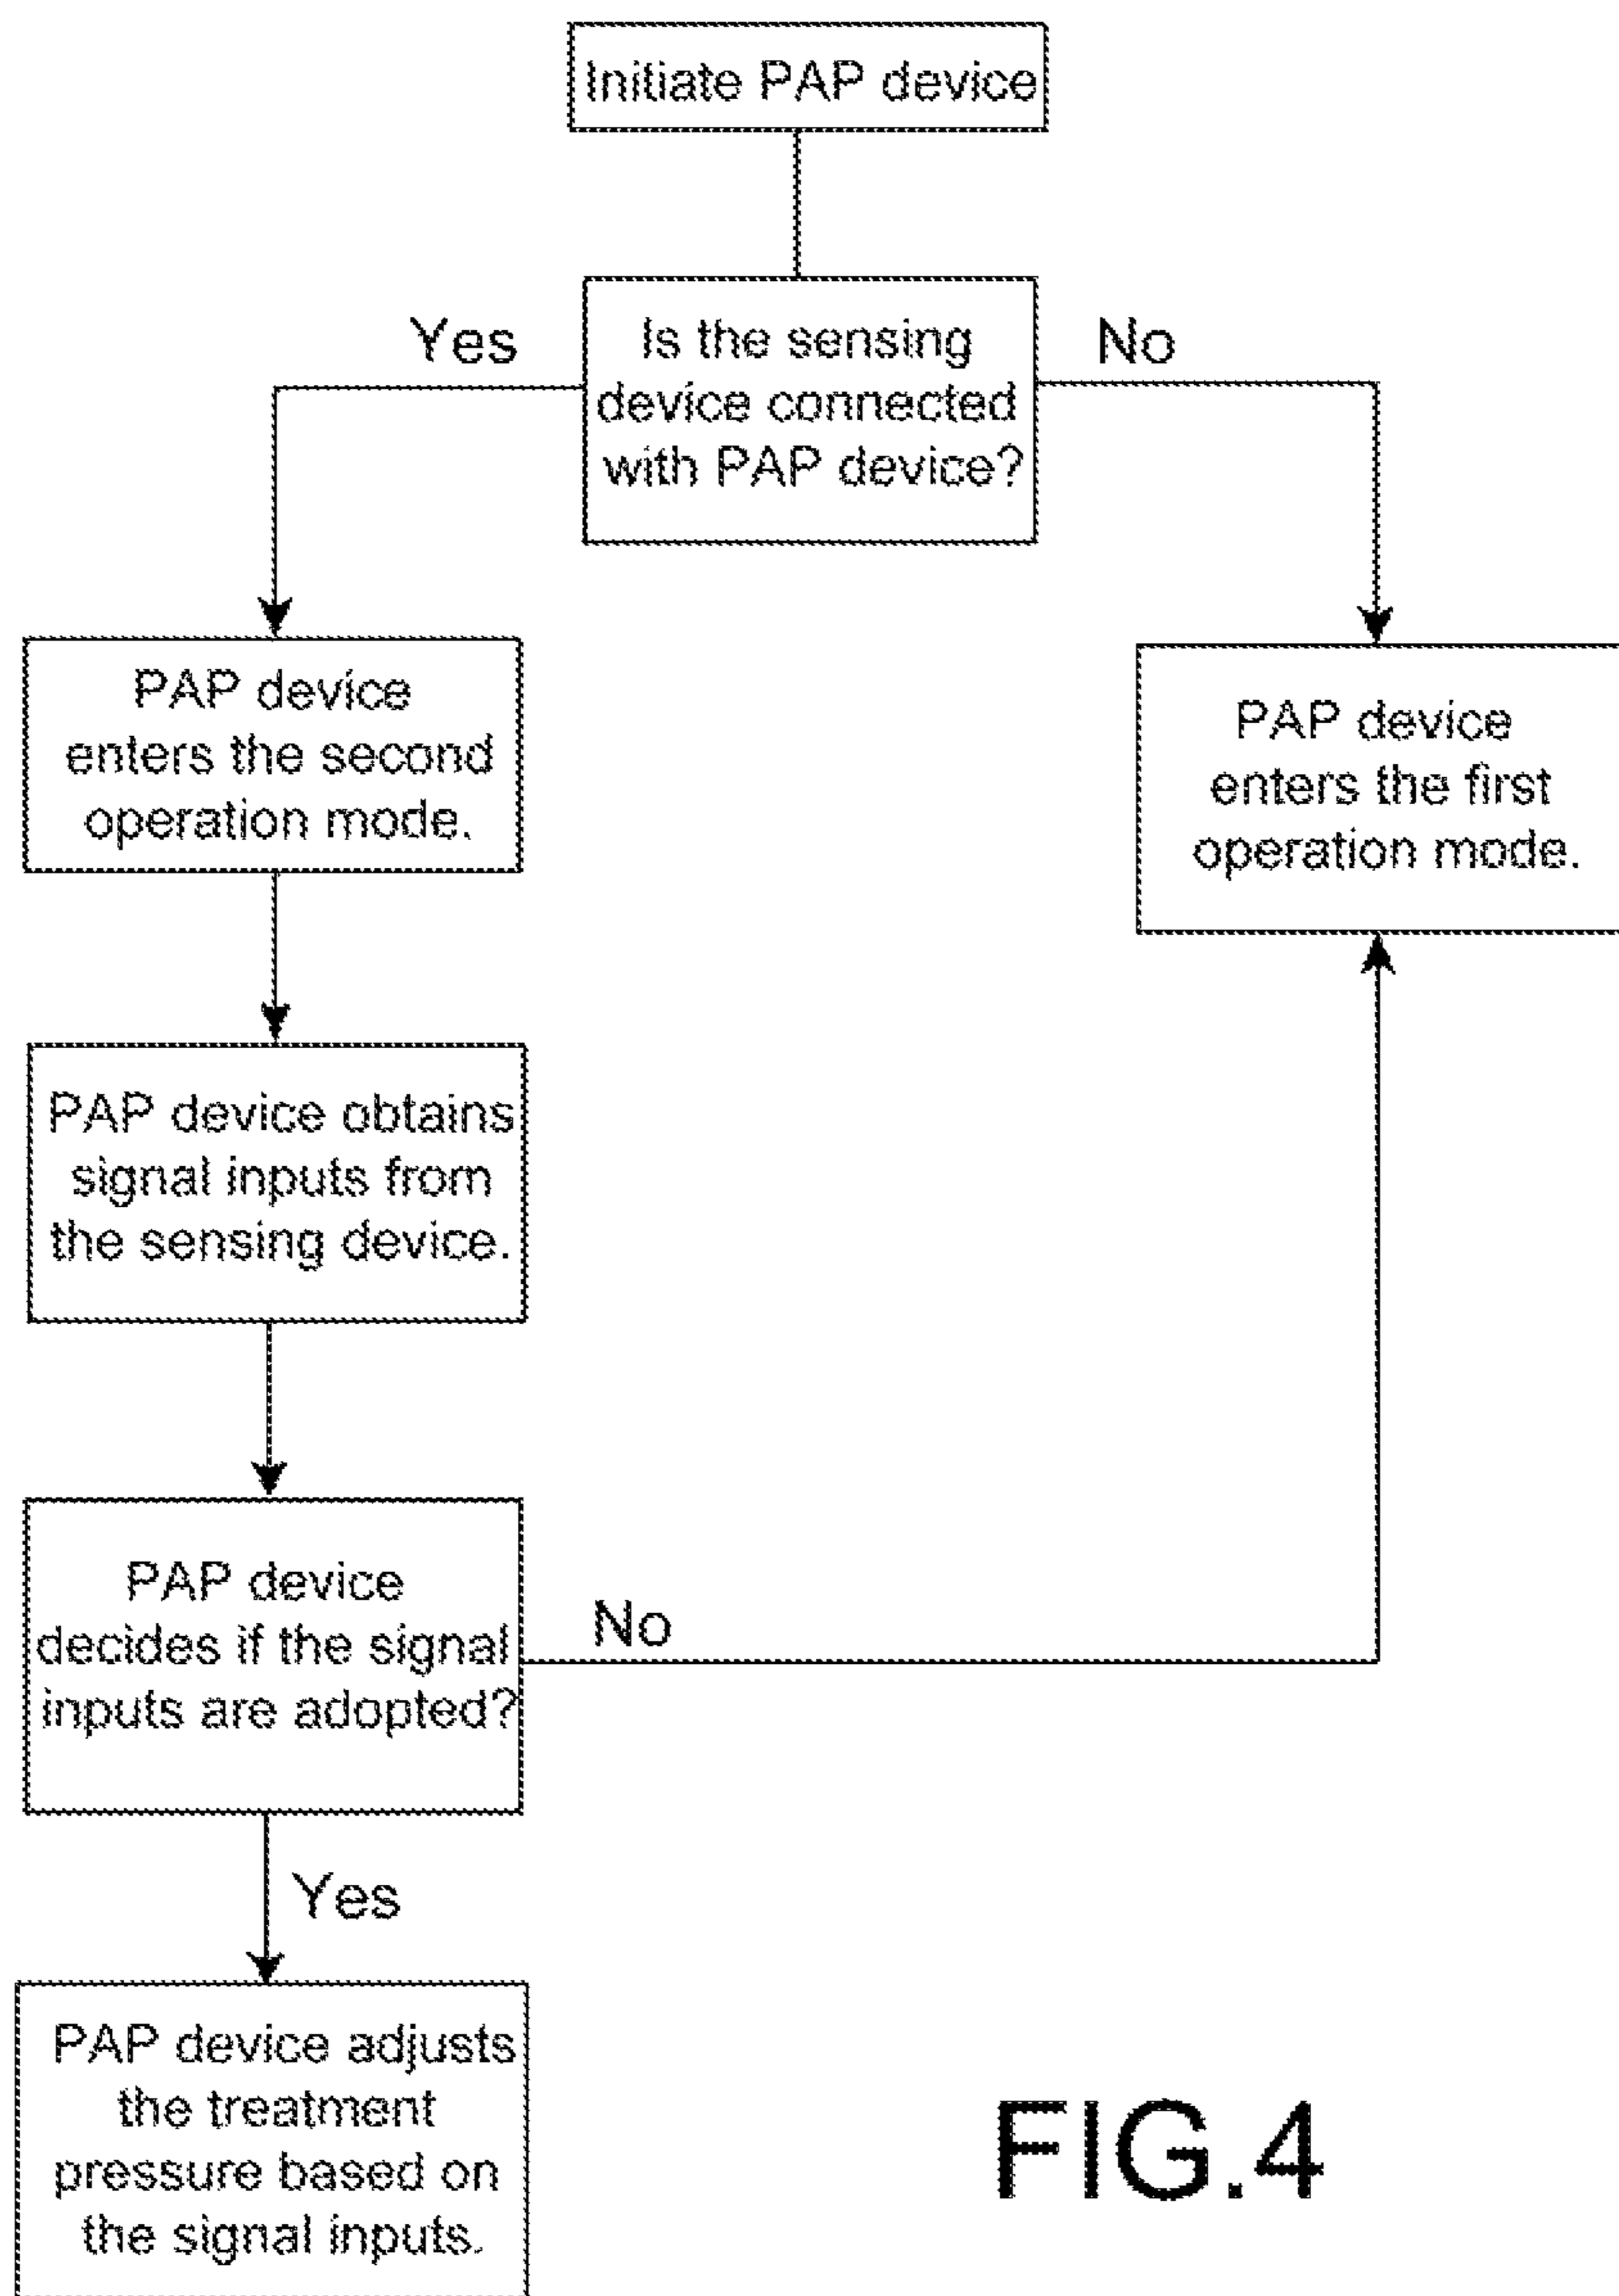 Initiate PAP device
Yes
Is the sensing
device connected
with PAP device?
No
PAP device
enters the second
operation mode.
PAP device
enters the first
operation mode.
PAP device obtains
signal inputs from
the sensing device.
PAP device
decides if the signal
inputs are adopted?
No
Yes
PAP device adjusts
the treatment
pressure based on
the signal inputs.
FIG.4